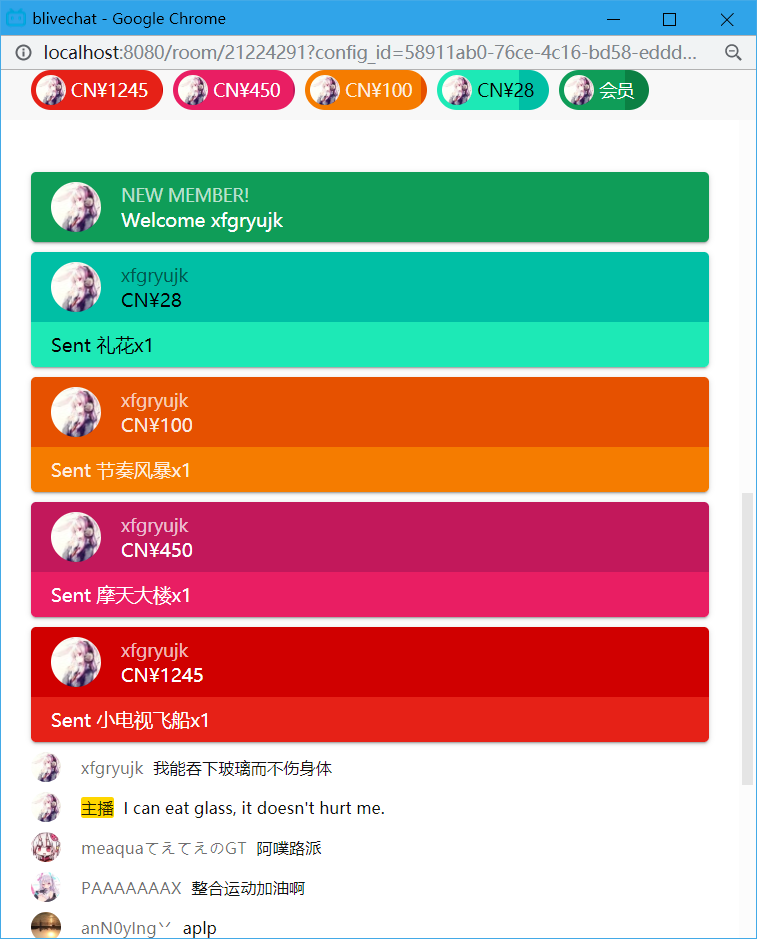 blivechat - Google Chrome
localhost:8080/room/21224291?config_id=58911ab0-76ce-4c16-bd58-eddd...
CN¥1245 CN¥450 CN¥100 CN¥28 会员
NEW MEMBER!
Welcome xfgryujk
xfgryujk
CN¥28
Sent 礼花x1
xfgryujk
CN¥100
Sent 节奏风暴x1
xfgryujk
CN¥450
Sent 摩天大楼x1
xfgryujk
CN¥1245
Sent 小电视飞船x1
xfgryujk 我能吞下玻璃而不伤身体
主播 I can eat glass, it doesn't hurt me.
meaquaてえてえのGT 阿噗路派
PAAAAAAAX 整合运动加油啊
anN0yIng丷 aplp